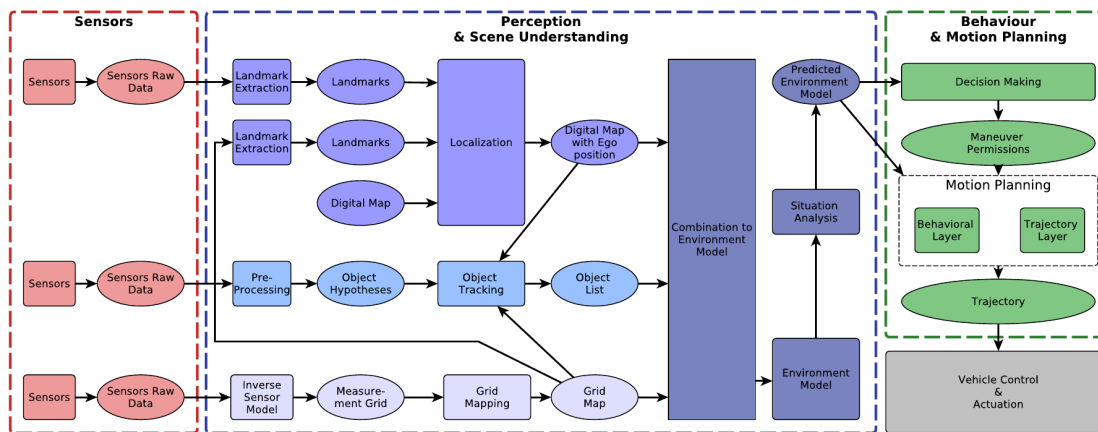 Sensors
Perception
& Scene Understanding
Behaviour
& Motion Planning
Sensors
Sensors Raw
Data
Landmark
Extraction
Landmarks
Landmark
Extraction
Landmarks
Digital Map
Localization
Digital Map
with Ego
position
Sensors
Sensors Raw
Data
Pre-
Processing
Object
Hypotheses
Object
Tracking
Object
List
Sensors
Sensors Raw
Data
Inverse
Sensor
Model
Measure-
ment Grid
Grid
Mapping
Grid
Map
Combination to
Environment
Model
Predicted
Environment
Model
Situation
Analysis
Environment
Model
Decision Making
Maneuver
Permissions
Motion Planning
Behavioral
Layer
Trajectory
Layer
Trajectory
Vehicle Control
&
Actuation